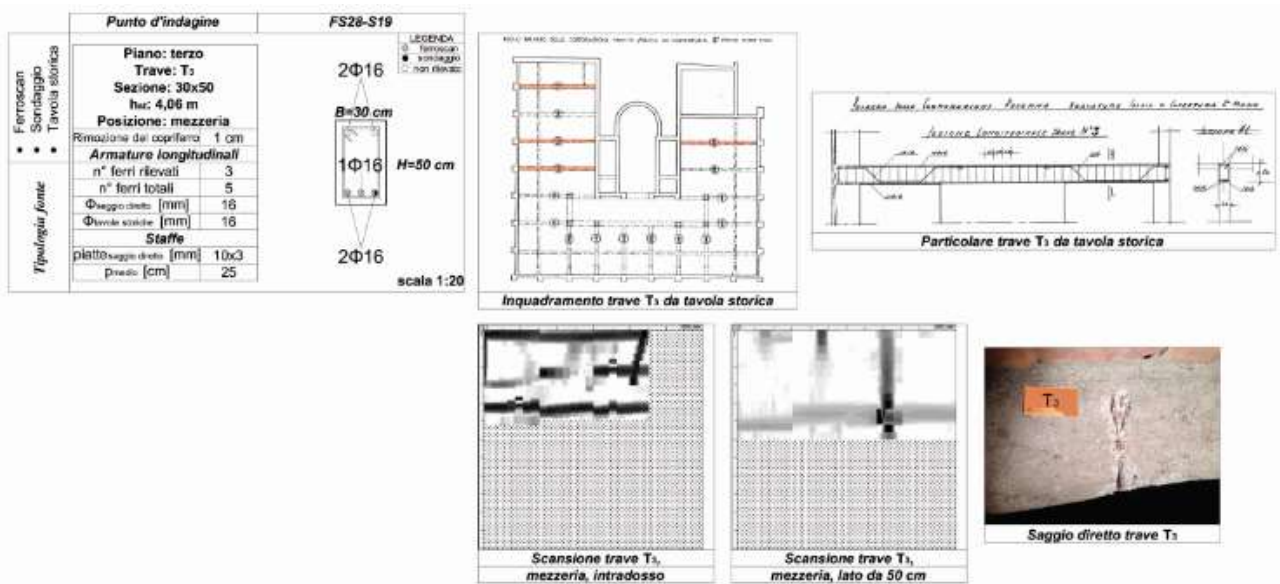 Punto d'indagine FS28-S19
Ferroscan
Sondaggio
Tavola storica
Tipologia fonte
Piano: terzo
Trave: T3
Sezione: 30x50
Posizione: mezzeria
Rimozione del copriferro 1 cm
Armature longitudinali
n° ferri rilevati 3
n° ferri totali 5
Φsaggio diretto [mm] 16
Φtavole storiche [mm] 16
Staffe
piattosaggio diretto [mm] 10x3
pmedio [cm] 25
LEGENDA
ferroscan
sondaggio
non rilevato
2Φ16
B=30 cm
1Φ16 H=50 cm
2Φ16
scala 1:20
Inquadramento trave T3 da tavola storica
Particolare trave T3 da tavola storica
Scansione trave T3,
mezzeria, intradosso
Scansione trave T3,
mezzeria, lato da 50 cm
T3
Saggio diretto trave T3